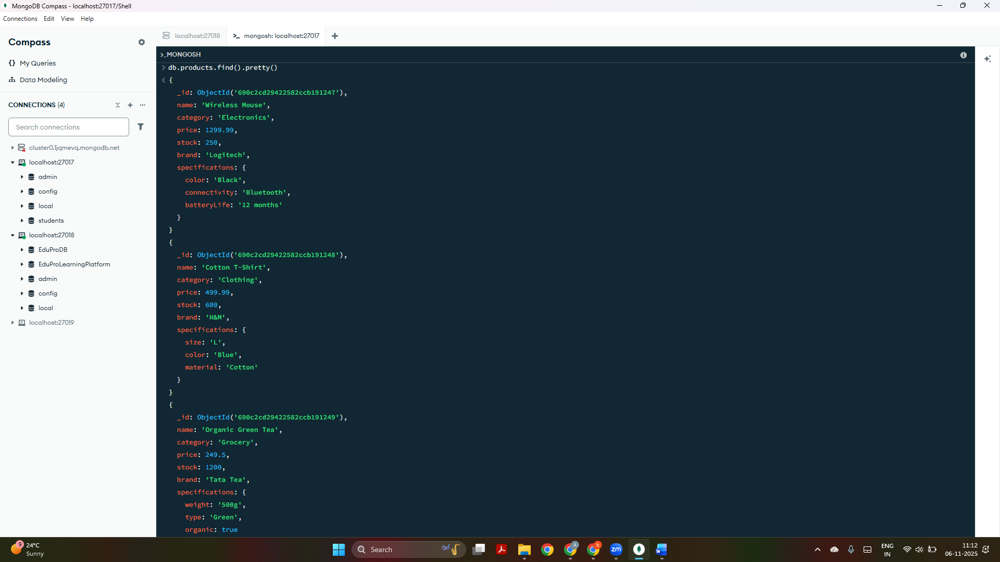 MongoDB Compass - localhost:27017/Shell
Connections Edit View Help
Compass
My Queries
Data Modeling
CONNECTIONS (4)
Search connections
cluster0.1jqmevq.mongodb.net
localhost:27017
admin
config
local
students
localhost:27018
EduProDB
EduProLearningPlatform
admin
config
local
localhost:27019
localhost:27018
>_ mongosh: localhost:27017
>_MONGOSH
> db.products.find().pretty()
< {
_id: ObjectId('690c2cd29422582ccb191247'),
name: 'Wireless Mouse',
category: 'Electronics',
price: 1299.99,
stock: 250,
brand: 'Logitech',
specifications: {
color: 'Black',
connectivity: 'Bluetooth',
batteryLife: '12 months'
}
}
{
_id: ObjectId('690c2cd29422582ccb191248'),
name: 'Cotton T-Shirt',
category: 'Clothing',
price: 499.99,
stock: 600,
brand: 'H&M',
specifications: {
size: 'L',
color: 'Blue',
material: 'Cotton'
}
}
{
_id: ObjectId('690c2cd29422582ccb191249'),
name: 'Organic Green Tea',
category: 'Grocery',
price: 249.5,
stock: 1200,
brand: 'Tata Tea',
specifications: {
weight: '500g',
type: 'Green',
organic: true
9
24°C
Sunny
Search
A
b
zm
W
ENG
IN
11:12
06-11-2025